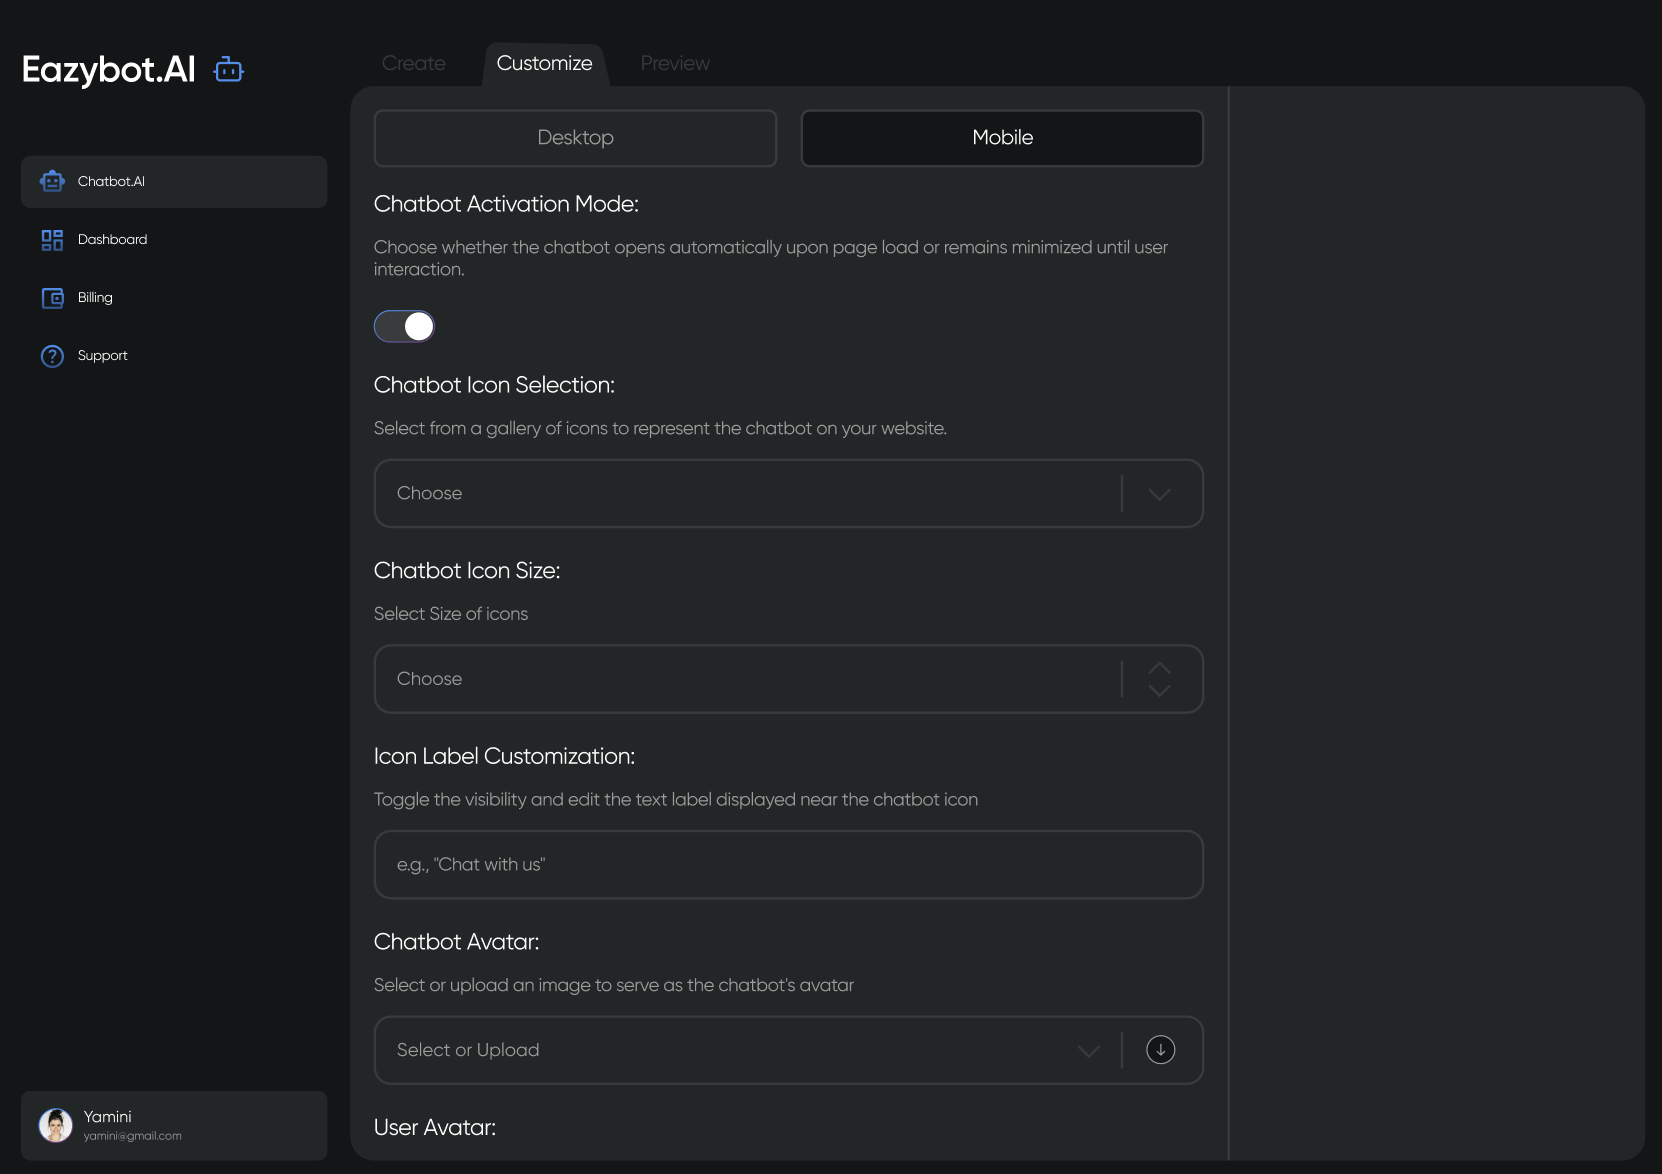 Eazybot.AI
Create
Customize
Preview
Chatbot.AI
Dashboard
Billing
Support
Desktop
Mobile
Chatbot Activation Mode:
Choose whether the chatbot opens automatically upon page load or remains minimized until user
interaction.
Chatbot Icon Selection:
Select from a gallery of icons to represent the chatbot on your website.
Choose
Chatbot Icon Size:
Select Size of icons
Choose
Icon Label Customization:
Toggle the visibility and edit the text label displayed near the chatbot icon
e.g., "Chat with us"
Chatbot Avatar:
Select or upload an image to serve as the chatbot's avatar
Select or Upload
User Avatar:
Yamini
yamini@gmail.com